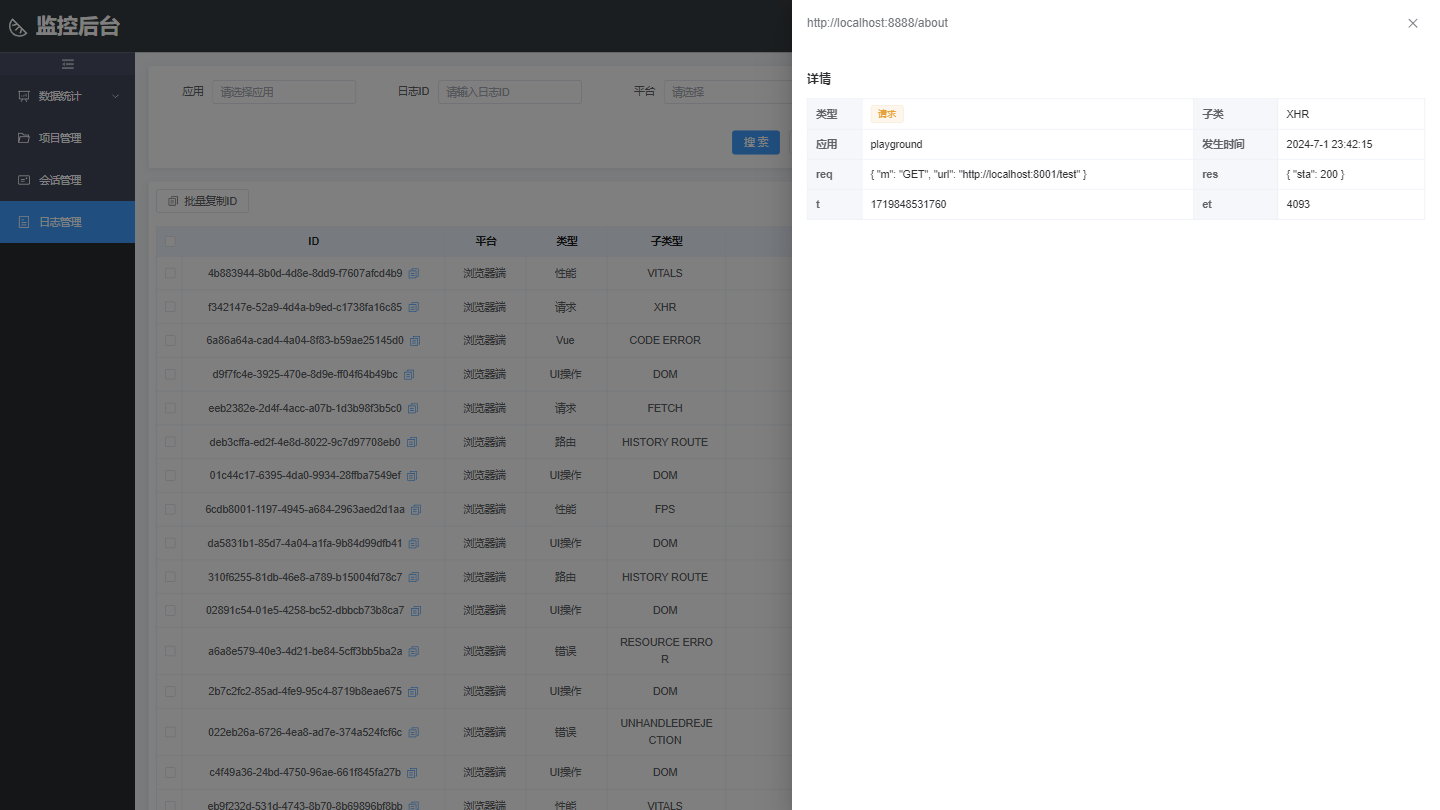 监控后台
数据统计
项目管理
会话管理
日志管理
应用 请选择应用 日志ID 请输入日志ID 平台 请选择
搜 索
批量复制ID
ID 平台 类型 子类型
4b883944-8b0d-4d8e-8dd9-f7607afcd4b9 浏览器端 性能 VITALS
f342147e-52a9-4d4a-b9ed-c1738fa16c85 浏览器端 请求 XHR
6a86a64a-cad4-4a04-8f83-b59ae25145d0 浏览器端 Vue CODE ERROR
d9f7fc4e-3925-470e-8d9e-ff04f64b49bc 浏览器端 UI操作 DOM
eeb2382e-2d4f-4acc-a07b-1d3b98f3b5c0 浏览器端 请求 FETCH
deb3cffa-ed2f-4e8d-8022-9c7d97708eb0 浏览器端 路由 HISTORY ROUTE
01c44c17-6395-4da0-9934-28ffba7549ef 浏览器端 UI操作 DOM
6cdb8001-1197-4945-a684-2963aed2d1aa 浏览器端 性能 FPS
da5831b1-85d7-4a04-a1fa-9b84d99dfb41 浏览器端 UI操作 DOM
310f6255-81db-46e8-a789-b15004fd78c7 浏览器端 路由 HISTORY ROUTE
02891c54-01e5-4258-bc52-dbbcb73b8ca7 浏览器端 UI操作 DOM
a6a8e579-40e3-4d21-be84-5cff3bb5ba2a 浏览器端 错误 RESOURCE ERRO
R
2b7c2fc2-85ad-4fe9-95c4-8719b8eae675 浏览器端 UI操作 DOM
022eb26a-6726-4ea8-ad7e-374a524fcf6c 浏览器端 错误 UNHANDLEDREJE
CTION
c4f49a36-24bd-4750-96ae-661f845fa27b 浏览器端 UI操作 DOM
eb9f232d-531d-4743-8b70-8b69896bf8bb 浏览器端 性能 VITALS
http://localhost:8888/about
详情
类型 请求 子类 XHR
应用 playground 发生时间 2024-7-1 23:42:15
req { "m": "GET", "url": "http://localhost:8001/test" } res { "sta": 200 }
t 1719848531760 et 4093